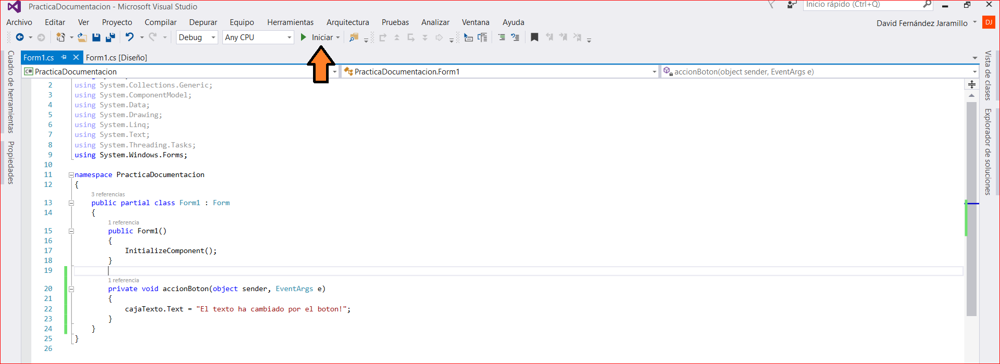 PracticaDocumentacion - Microsoft Visual Studio
Inicio rápido (Ctrl+Q)
Archivo Editar Ver Proyecto Compilar Depurar Equipo Herramientas Arquitectura Pruebas Analizar Ventana Ayuda
David Fernández Jaramillo DJ
Debug Any CPU Iniciar
Cuadro de herramientas
Propiedades
Form1.cs Form1.cs [Diseño]
C# PracticaDocumentacion PracticaDocumentacion.Form1 accionBoton(object sender, EventArgs e)
2 using System.Collections.Generic;
3 using System.ComponentModel;
4 using System.Data;
5 using System.Drawing;
6 using System.Linq;
7 using System.Text;
8 using System.Threading.Tasks;
9 using System.Windows.Forms;
10
11 namespace PracticaDocumentacion
12 {
3 referencias
13 public partial class Form1 : Form
14 {
1 referencia
15 public Form1()
16 {
17 InitializeComponent();
18 }
19
1 referencia
20 private void accionBoton(object sender, EventArgs e)
21 {
22 cajaTexto.Text = "El texto ha cambiado por el boton!";
23 }
24 }
25 }
26
Vista de clases
Explorador de soluciones